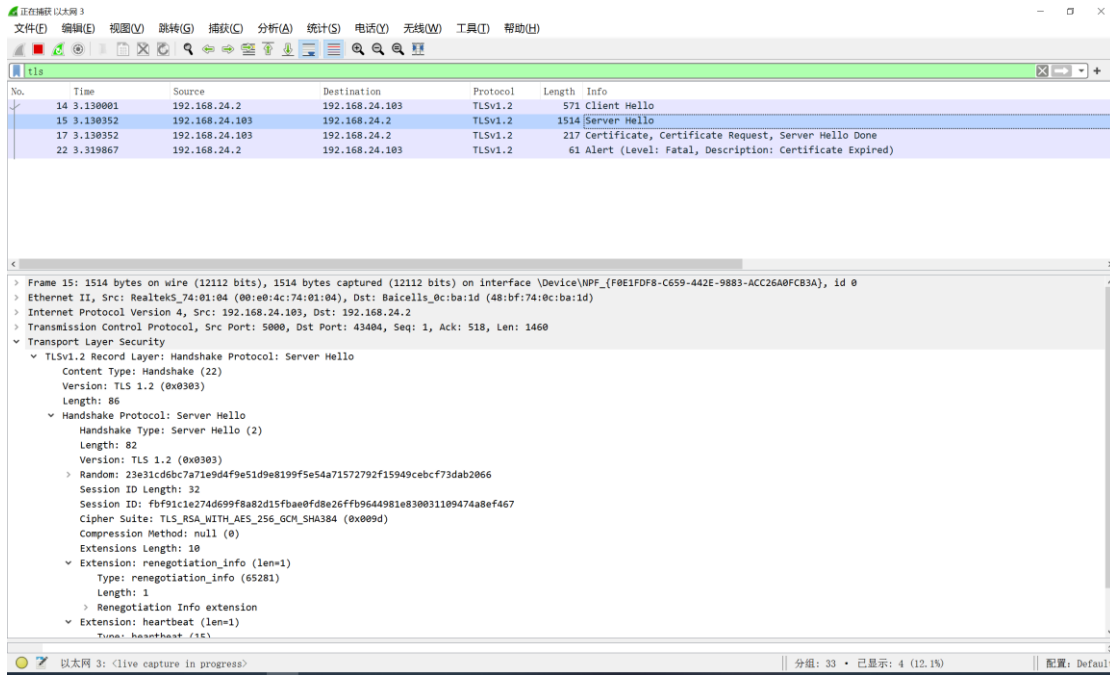 正在捕获 以太网 3
文件(F) 编辑(E) 视图(V) 跳转(G) 捕获(C) 分析(A) 统计(S) 电话(Y) 无线(W) 工具(T) 帮助(H)
tls
No. Time Source Destination Protocol Length Info
14 3.130001 192.168.24.2 192.168.24.103 TLSv1.2 571 Client Hello
15 3.130352 192.168.24.103 192.168.24.2 TLSv1.2 1514 Server Hello
17 3.130352 192.168.24.103 192.168.24.2 TLSv1.2 217 Certificate, Certificate Request, Server Hello Done
22 3.319867 192.168.24.2 192.168.24.103 TLSv1.2 61 Alert (Level: Fatal, Description: Certificate Expired)
Frame 15: 1514 bytes on wire (12112 bits), 1514 bytes captured (12112 bits) on interface \Device\NPF_{F0E1FDF8-C659-442E-9883-ACC26A0FCB3A}, id 0
Ethernet II, Src: RealtekS_74:01:04 (00:e0:4c:74:01:04), Dst: Baicells_0c:ba:1d (48:bf:74:0c:ba:1d)
Internet Protocol Version 4, Src: 192.168.24.103, Dst: 192.168.24.2
Transmission Control Protocol, Src Port: 5000, Dst Port: 43404, Seq: 1, Ack: 518, Len: 1460
Transport Layer Security
TLSv1.2 Record Layer: Handshake Protocol: Server Hello
Content Type: Handshake (22)
Version: TLS 1.2 (0x0303)
Length: 86
Handshake Protocol: Server Hello
Handshake Type: Server Hello (2)
Length: 82
Version: TLS 1.2 (0x0303)
Random: 23e31cd6bc7a71e9d4f9e51d9e8199f5e54a71572792f15949cebcf73dab2066
Session ID Length: 32
Session ID: fbf91c1e274d699f8a82d15fbae0fd8e26ffb9644981e830031109474a8ef467
Cipher Suite: TLS_RSA_WITH_AES_256_GCM_SHA384 (0x009d)
Compression Method: null (0)
Extensions Length: 10
Extension: renegotiation_info (len=1)
Type: renegotiation_info (65281)
Length: 1
Renegotiation Info extension
Extension: heartbeat (len=1)
Type: heartbeat (15)
以太网 3: <live capture in progress> 分组: 33 · 已显示: 4 (12.1%) 配置: Defaul